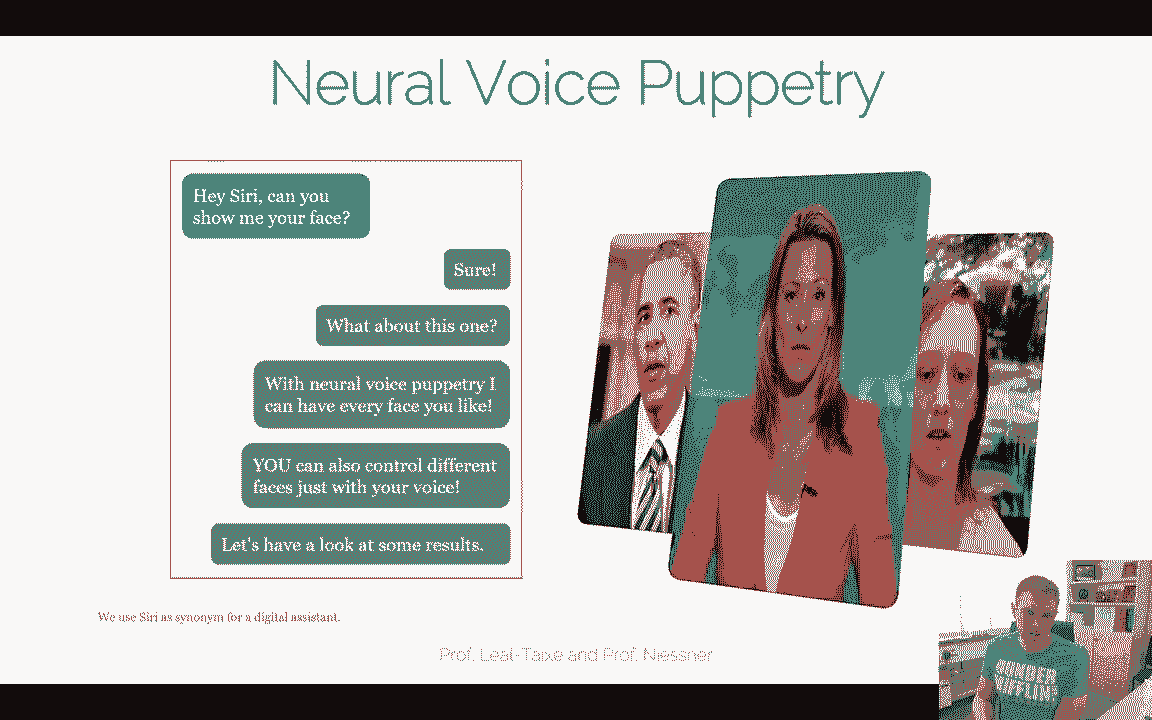 Neural Voice Puppetry
Hey Siri, can you
show me your face?
Sure!
What about this one?
With neural voice puppetry I
can have every face you like!
YOU can also control different
faces just with your voice!
Let's have a look at some results.
We use Siri as synonym for a digital assistant.
Prof. Leal-Taixe and Prof. Niessner
DUNDER
MIFFLIN